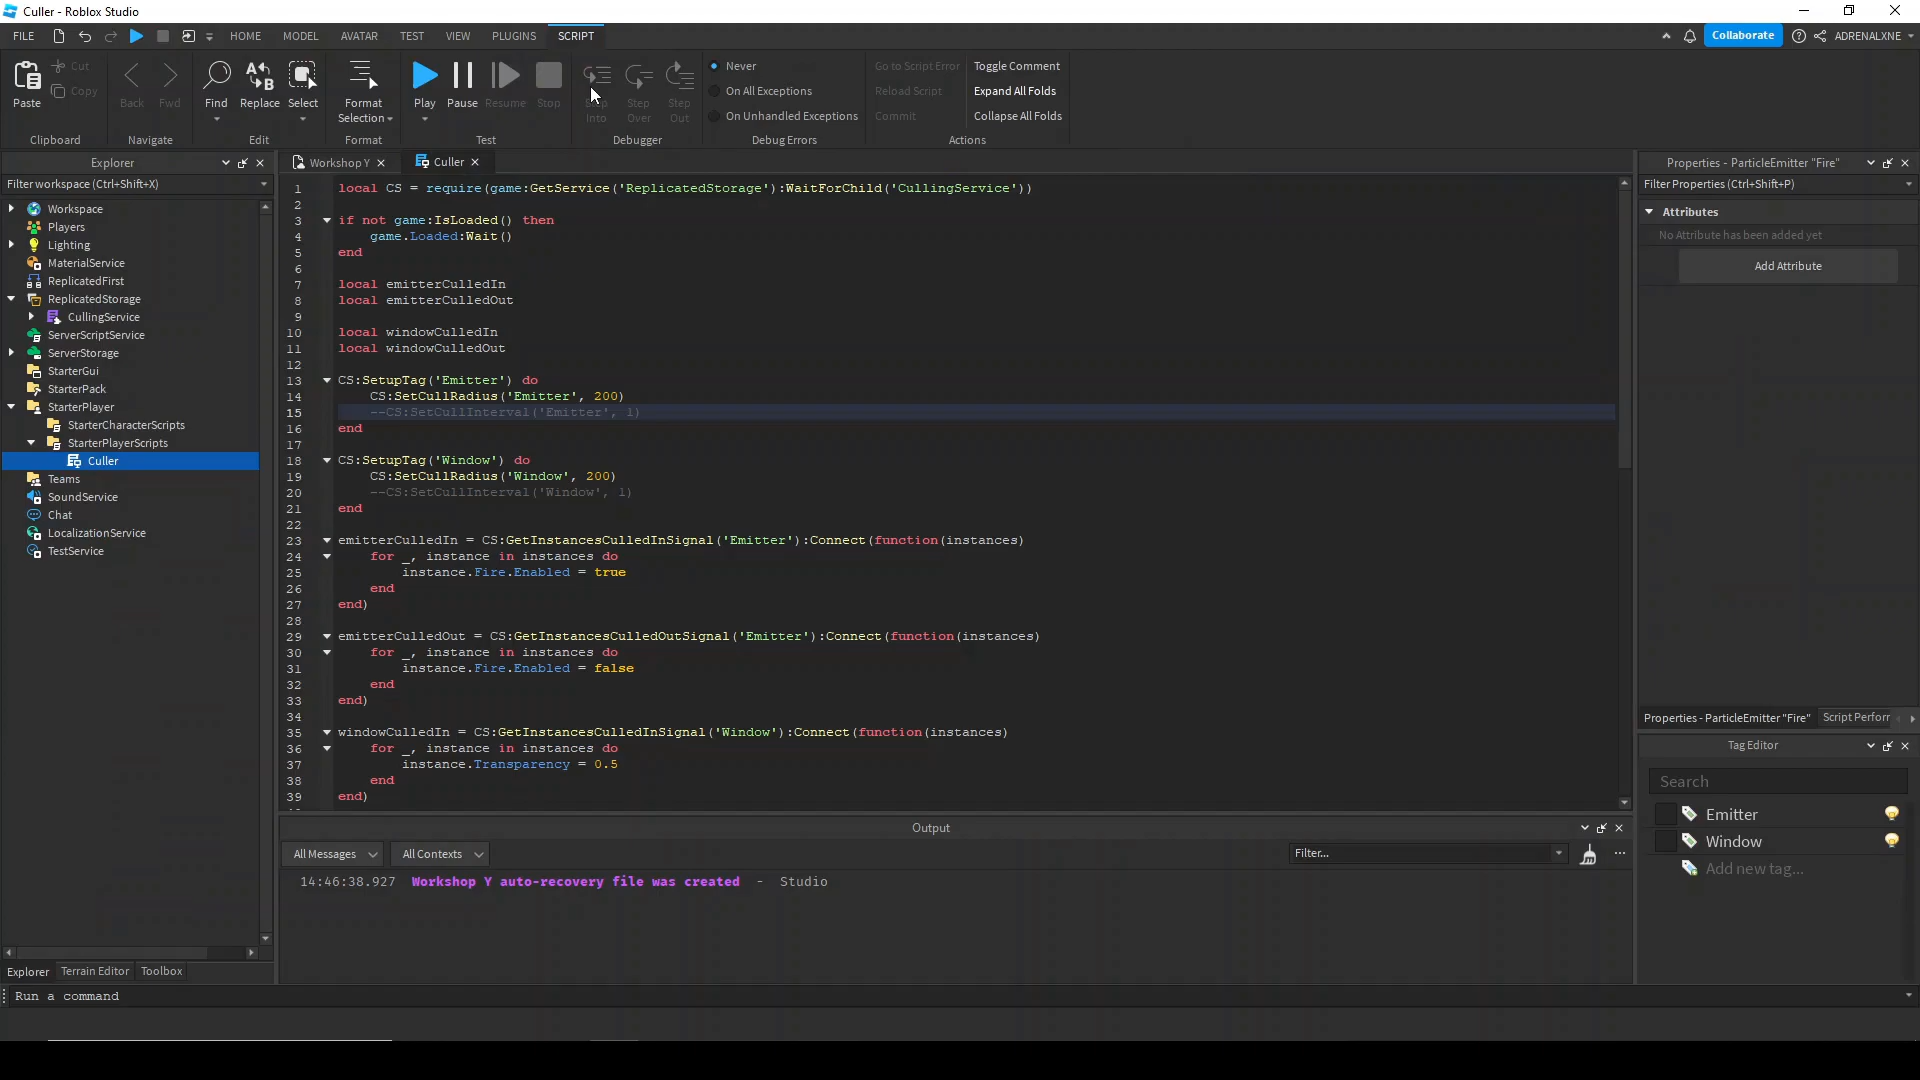 Culler - Roblox Studio
FILE HOME MODEL AVATAR TEST VIEW PLUGINS SCRIPT Collaborate ADRENALXNE
Paste Cut Copy Back Fwd Find Replace Select Format Selection Play Pause Resume Stop Step Into Step Over Step Out
Never
On All Exceptions
On Unhandled Exceptions
Go to Script Error
Reload Script
Commit
Toggle Comment
Expand All Folds
Collapse All Folds
Clipboard Navigate Edit Format Test Debugger Debug Errors Actions
Explorer
Filter workspace (Ctrl+Shift+X)
Workspace
Players
Lighting
MaterialService
ReplicatedFirst
ReplicatedStorage
CullingService
ServerScriptService
ServerStorage
StarterGui
StarterPack
StarterPlayer
StarterCharacterScripts
StarterPlayerScripts
Culler
Teams
SoundService
Chat
LocalizationService
TestService
Explorer Terrain Editor Toolbox
Workshop Y Culler
1 local CS = require(game:GetService('ReplicatedStorage'):WaitForChild('CullingService'))
2
3 if not game:IsLoaded() then
4 game.Loaded:Wait()
5 end
6
7 local emitterCulledIn
8 local emitterCulledOut
9
10 local windowCulledIn
11 local windowCulledOut
12
13 CS:SetupTag('Emitter') do
14 CS:SetCullRadius('Emitter', 200)
15 --CS:SetCullInterval('Emitter', 1)
16 end
17
18 CS:SetupTag('Window') do
19 CS:SetCullRadius('Window', 200)
20 --CS:SetCullInterval('Window', 1)
21 end
22
23 emitterCulledIn = CS:GetInstancesCulledInSignal('Emitter'):Connect(function(instances)
24 for _, instance in instances do
25 instance.Fire.Enabled = true
26 end
27 end)
28
29 emitterCulledOut = CS:GetInstancesCulledOutSignal('Emitter'):Connect(function(instances)
30 for _, instance in instances do
31 instance.Fire.Enabled = false
32 end
33 end)
34
35 windowCulledIn = CS:GetInstancesCulledInSignal('Window'):Connect(function(instances)
36 for _, instance in instances do
37 instance.Transparency = 0.5
38 end
39 end)
Output
All Messages All Contexts Filter...
14:46:38.927 Workshop Y auto-recovery file was created - Studio
Properties - ParticleEmitter "Fire"
Filter Properties (Ctrl+Shift+P)
Attributes
No Attribute has been added yet
Add Attribute
Properties - ParticleEmitter "Fire" Script Perforr
Tag Editor
Search
Emitter
Window
Add new tag...
Run a command